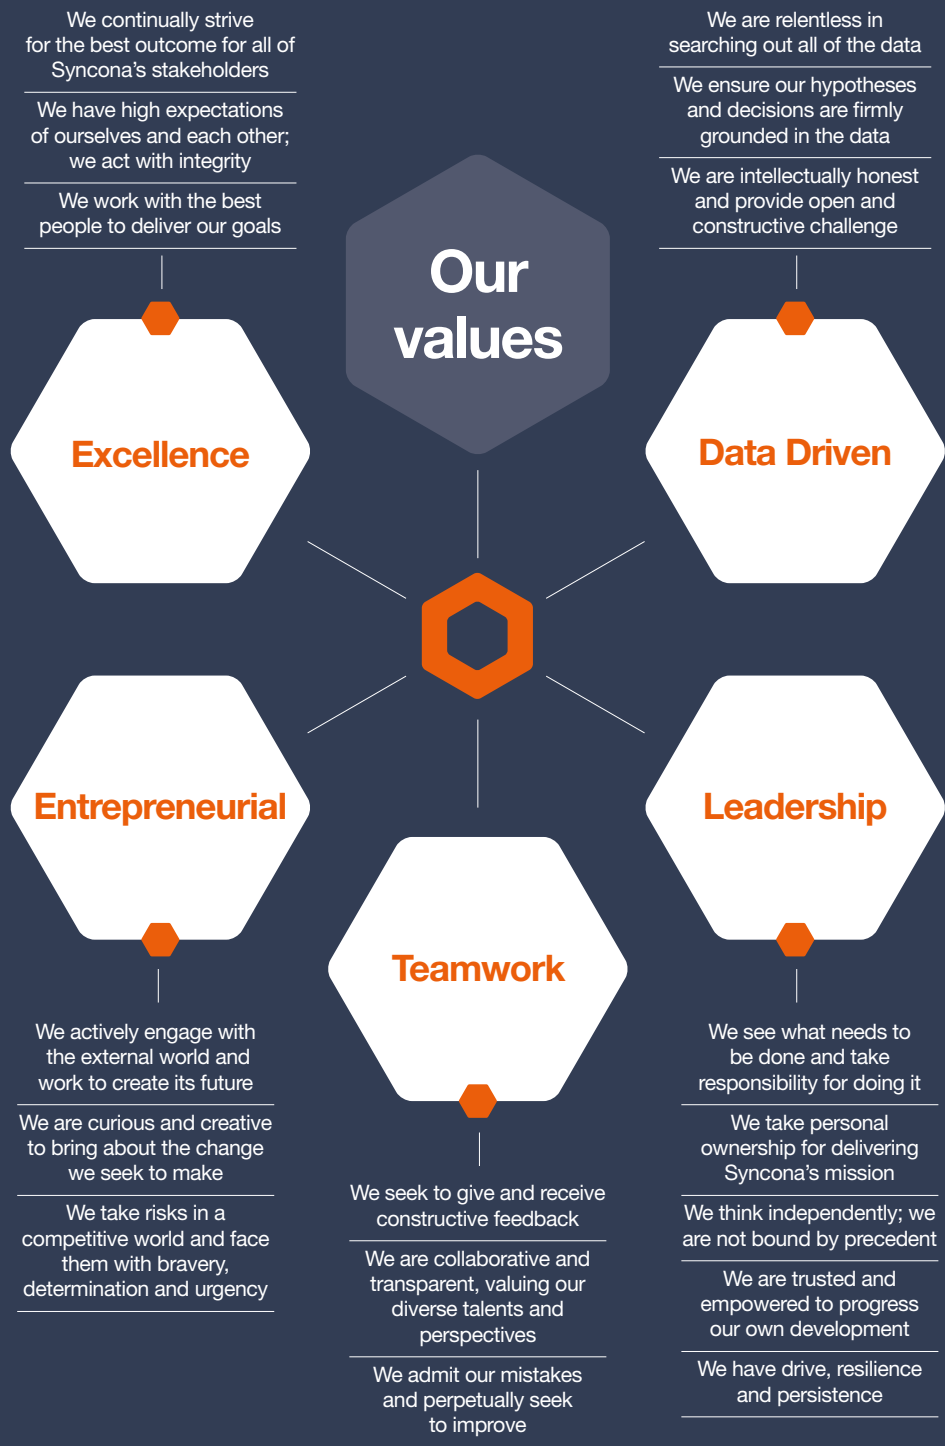 We continually strive
for the best outcome for all of
Syncona’s stakeholders
We have high expectations
of ourselves and each other;
we act with integrity
We work with the best
people to deliver our goals
Excellence
Our
values
We are relentless in
searching out all of the data
We ensure our hypotheses
and decisions are firmly
grounded in the data
We are intellectually honest
and provide open and
constructive challenge
Data Driven
Entrepreneurial
We actively engage with
the external world and
work to create its future
We are curious and creative
to bring about the change
we seek to make
We take risks in a
competitive world and face
them with bravery,
determination and urgency
Teamwork
We seek to give and receive
constructive feedback
We are collaborative and
transparent, valuing our
diverse talents and
perspectives
We admit our mistakes
and perpetually seek
to improve
Leadership
We see what needs to
be done and take
responsibility for doing it
We take personal
ownership for delivering
Syncona’s mission
We think independently; we
are not bound by precedent
We are trusted and
empowered to progress
our own development
We have drive, resilience
and persistence